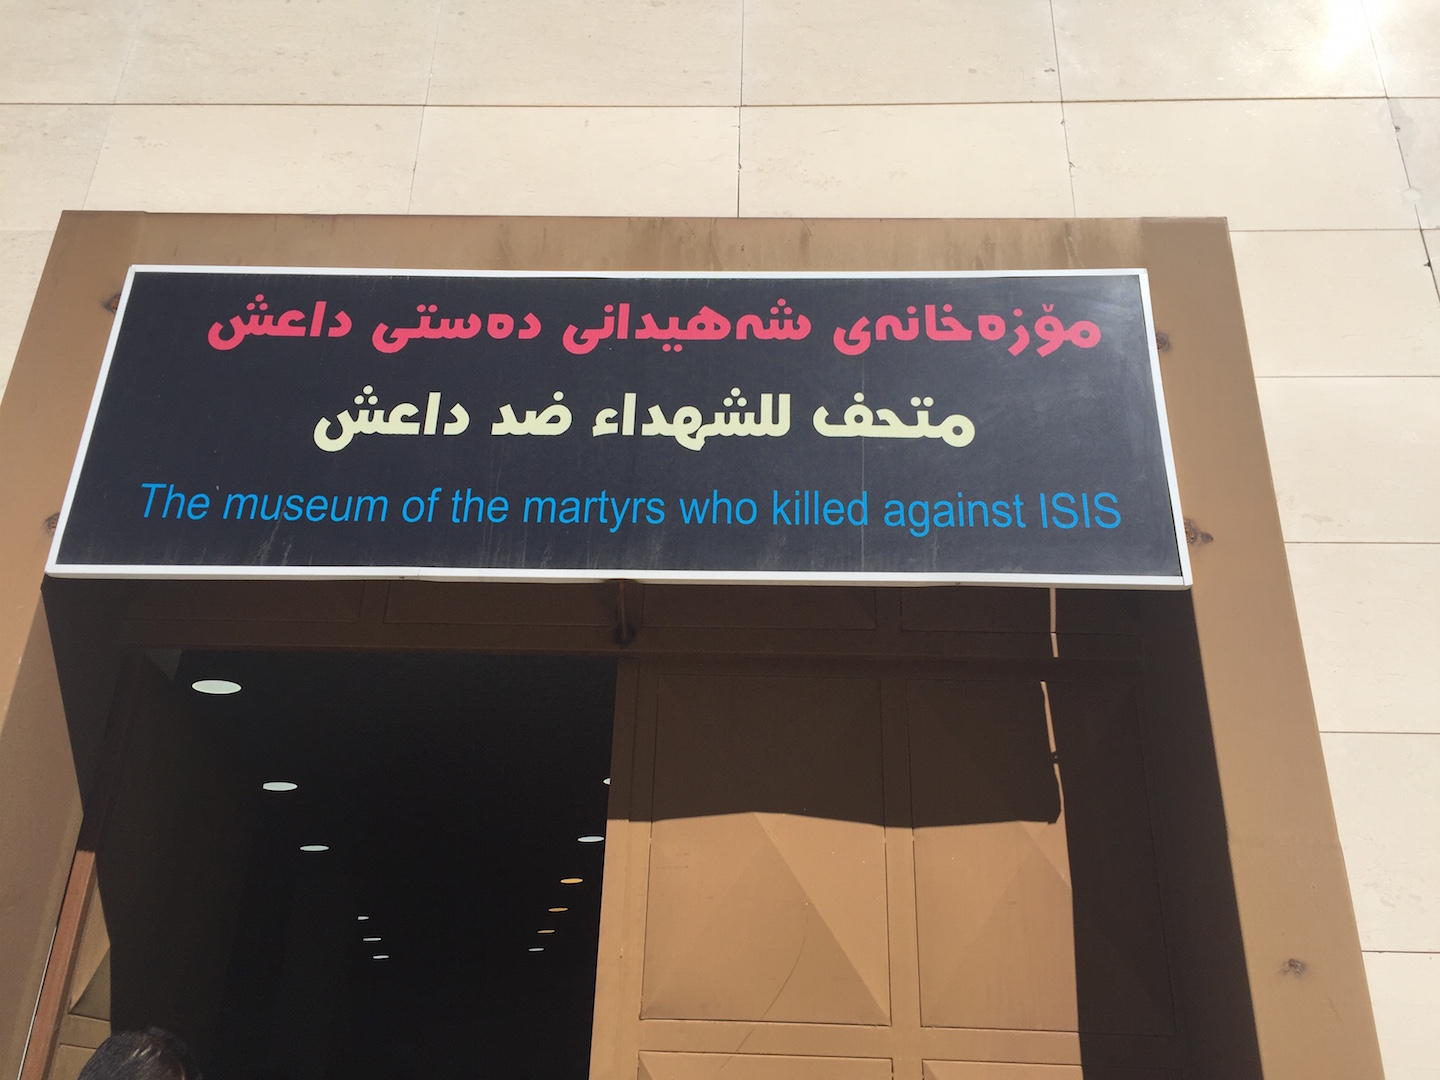 مۆزەخانەی شەهیدانی دەستی داعش
متحف للشهداء ضد داعش
The museum of the martyrs who killed against ISIS